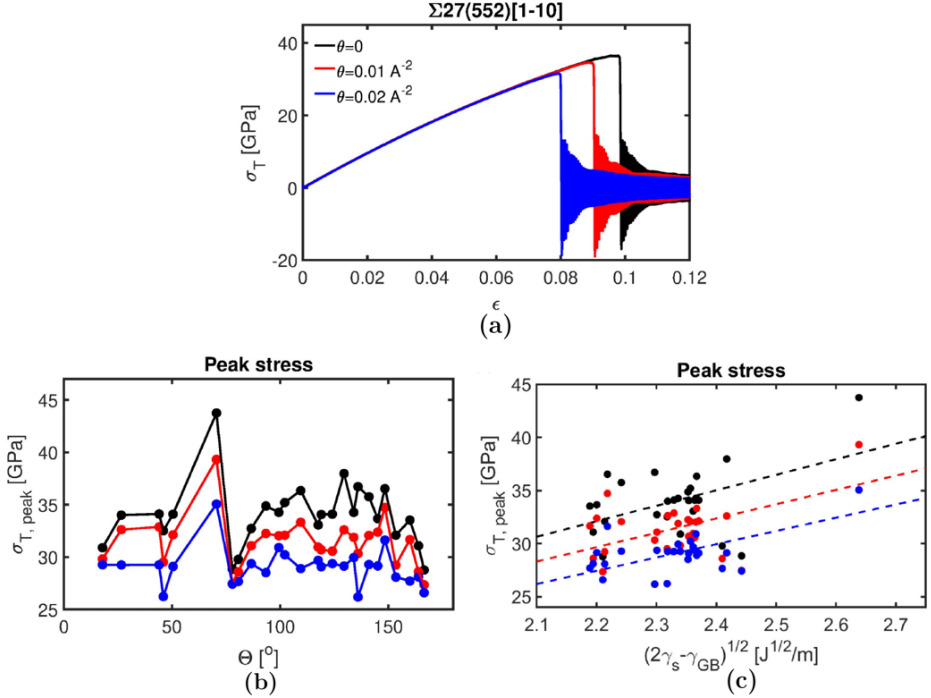 Σ27(552)[1-10]
40
20
0
-20
σT [GPa]
θ=0
θ=0.01 A-2
θ=0.02 A-2
0 0.02 0.04 0.06 0.08 0.1 0.12
ϵ
(a)
Peak stress
45
40
35
30
25
σT, peak [GPa]
0 50 100 150
Θ [o]
(b)
Peak stress
45
40
35
30
25
σT, peak [GPa]
2.1 2.2 2.3 2.4 2.5 2.6 2.7
(2γs-γGB)1/2 [J1/2/m]
(c)